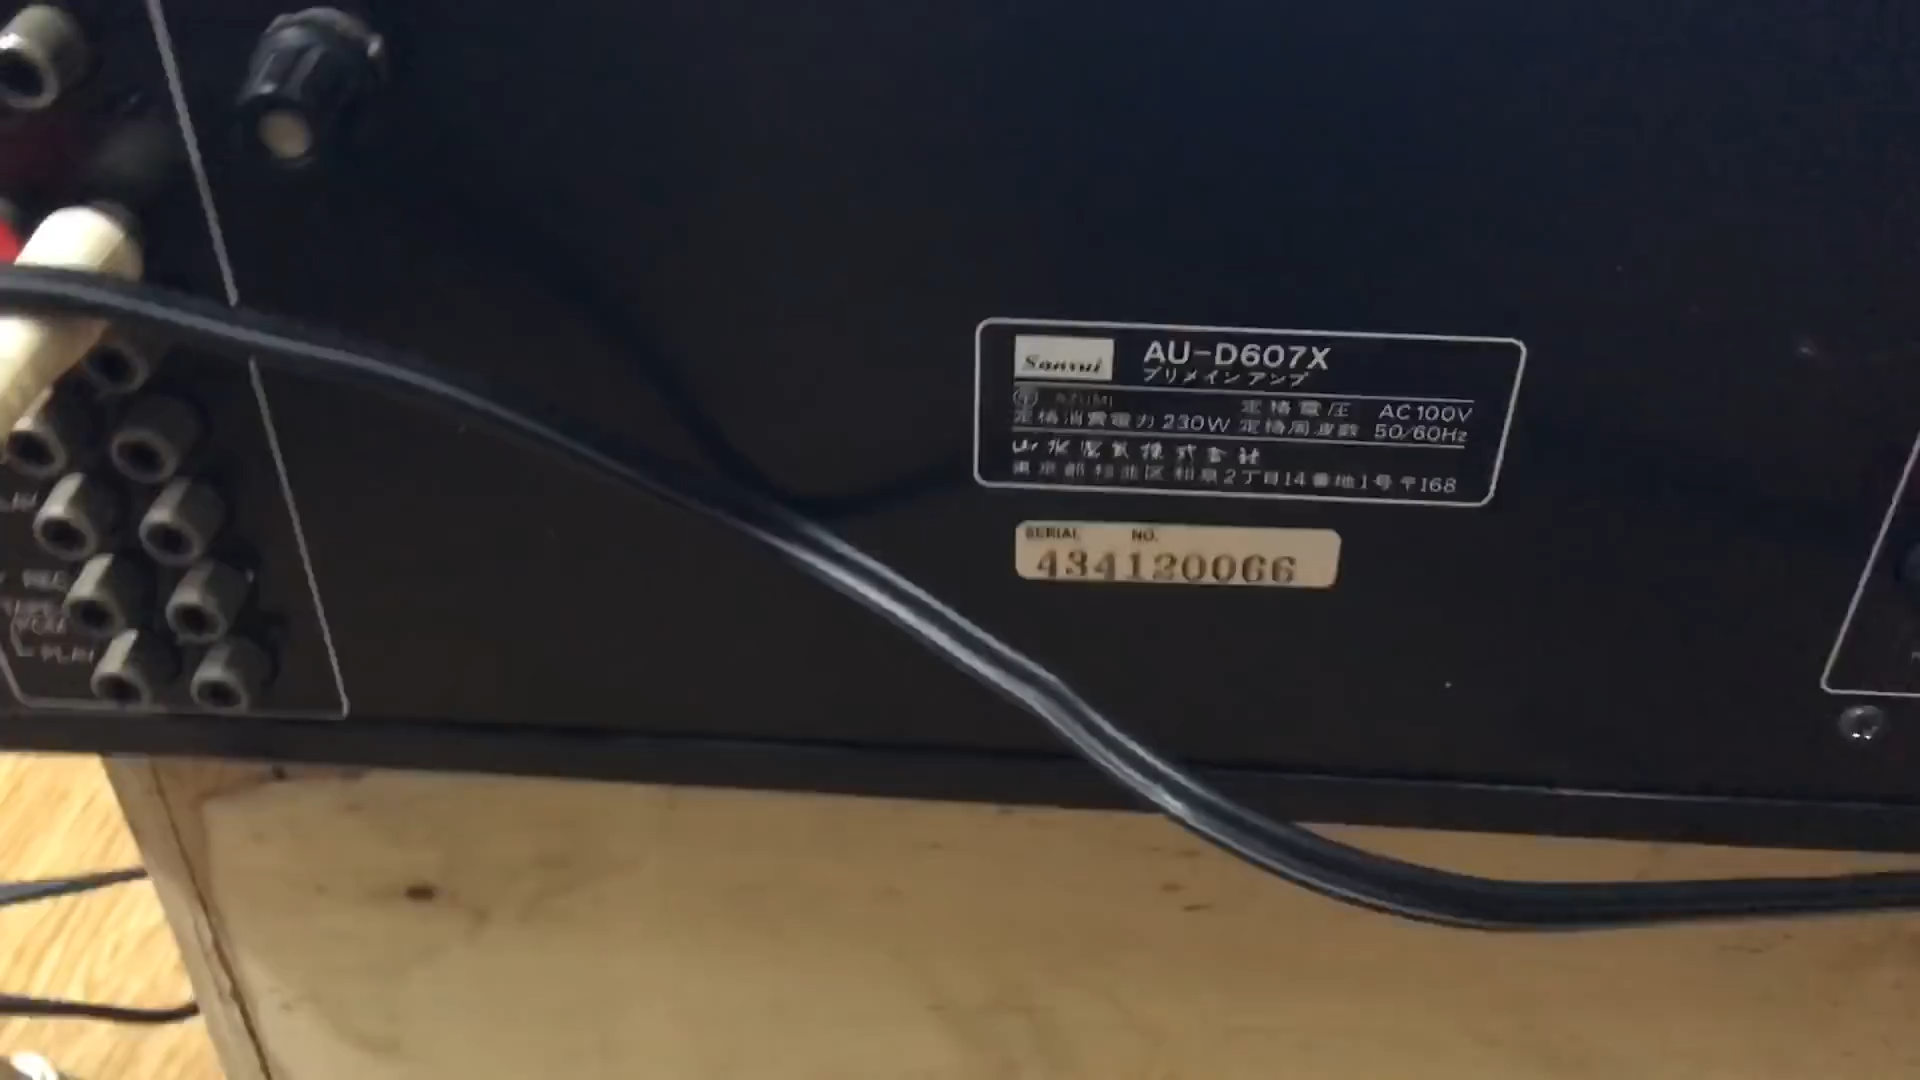 Sansui AU-D607X
プリメインアンプ
定格電圧 AC100V
定格消費電力 230W 定格周波数 50/60Hz
山水電気株式会社
東京都杉並区和泉2丁目14番地1号 〒168
SERIAL NO.
434120066
REC
PLAY